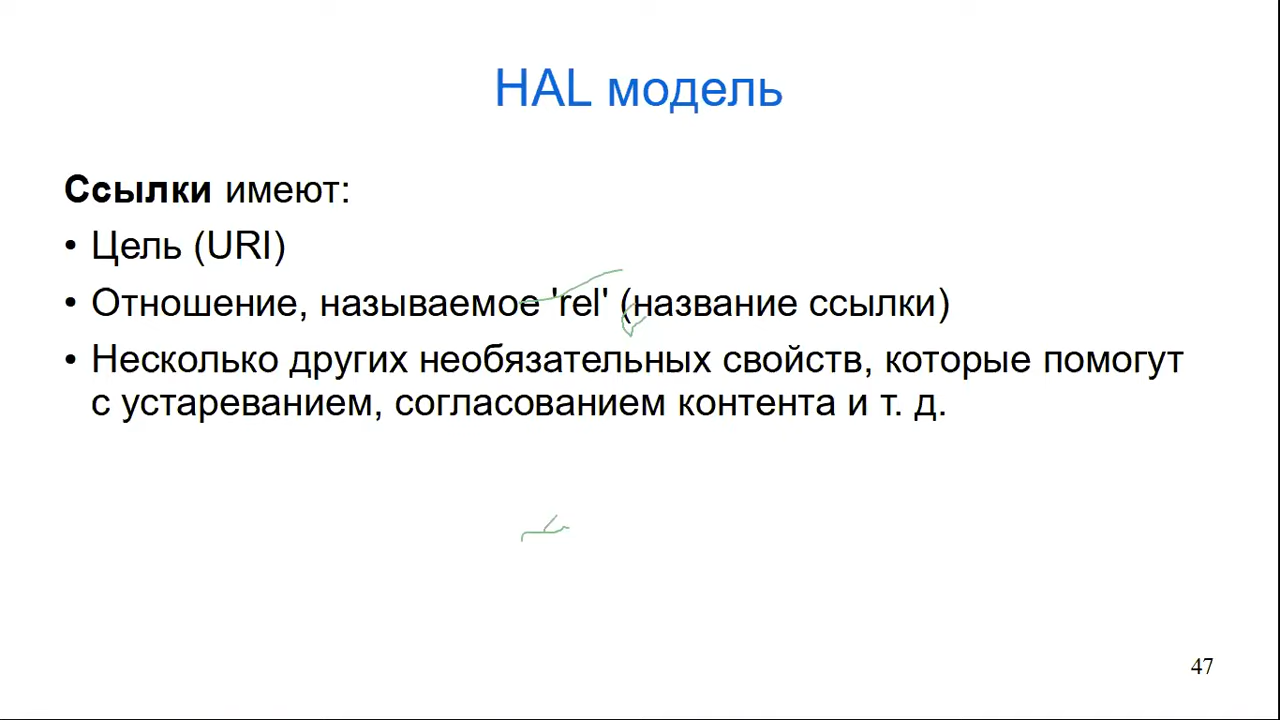 HAL модель
Ссылки имеют:
• Цель (URI)
• Отношение, называемое 'rel' (название ссылки)
• Несколько других необязательных свойств, которые помогут
с устареванием, согласованием контента и т. д.
47